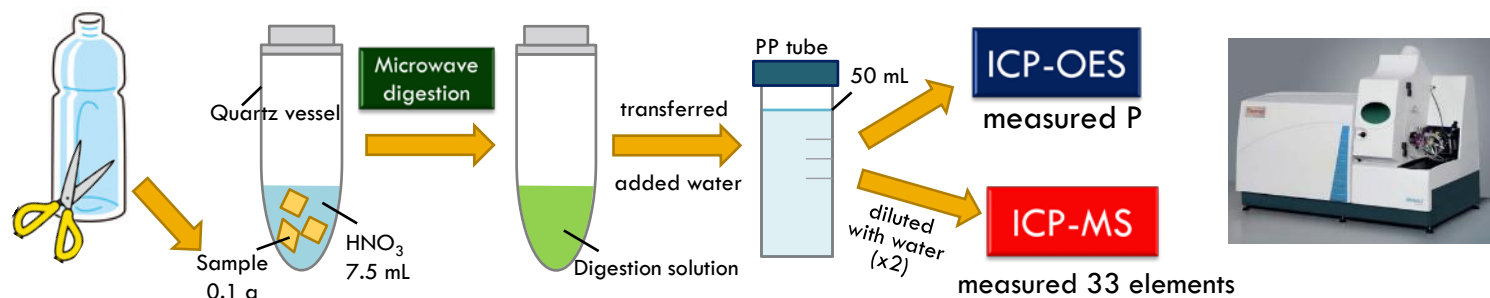 Quartz vessel
Sample
0.1 g
HNO₃
7.5 mL
Microwave
digestion
Digestion solution
transferred
added water
PP tube
50 mL
ICP-OES
measured P
diluted
with water
(x2)
ICP-MS
measured 33 elements